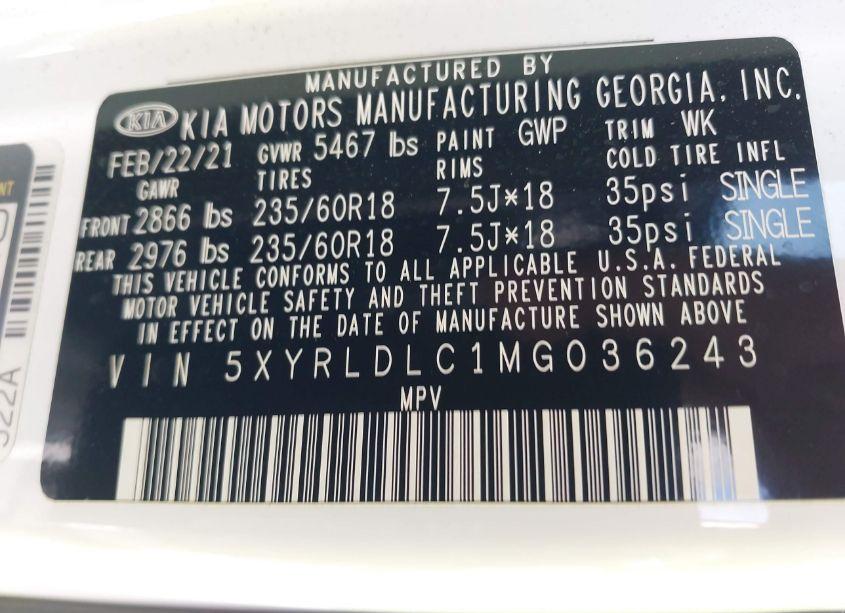 MANUFACTURED BY
KIA KIA MOTORS MANUFACTURING GEORGIA, INC.
FEB/22/21 GVWR 5467 lbs PAINT GWP TRIM WK
GAWR TIRES RIMS COLD TIRE INFL
FRONT 2866 lbs 235/60R18 7.5J*18 35psi SINGLE
REAR 2976 lbs 235/60R18 7.5J*18 35psi SINGLE
THIS VEHICLE CONFORMS TO ALL APPLICABLE U.S.A. FEDERAL
MOTOR VEHICLE SAFETY AND THEFT PREVENTION STANDARDS
IN EFFECT ON THE DATE OF MANUFACTURE SHOWN ABOVE
VIN 5XYRLDLC1MG036243
MPV